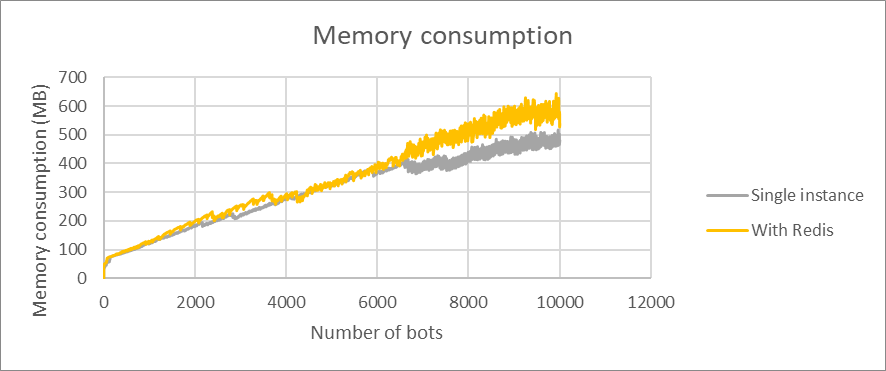 Memory consumption
Memory consumption (MB)
700
600
500
400
300
200
100
0
0 2000 4000 6000 8000 10000 12000
Number of bots
Single instance
With Redis